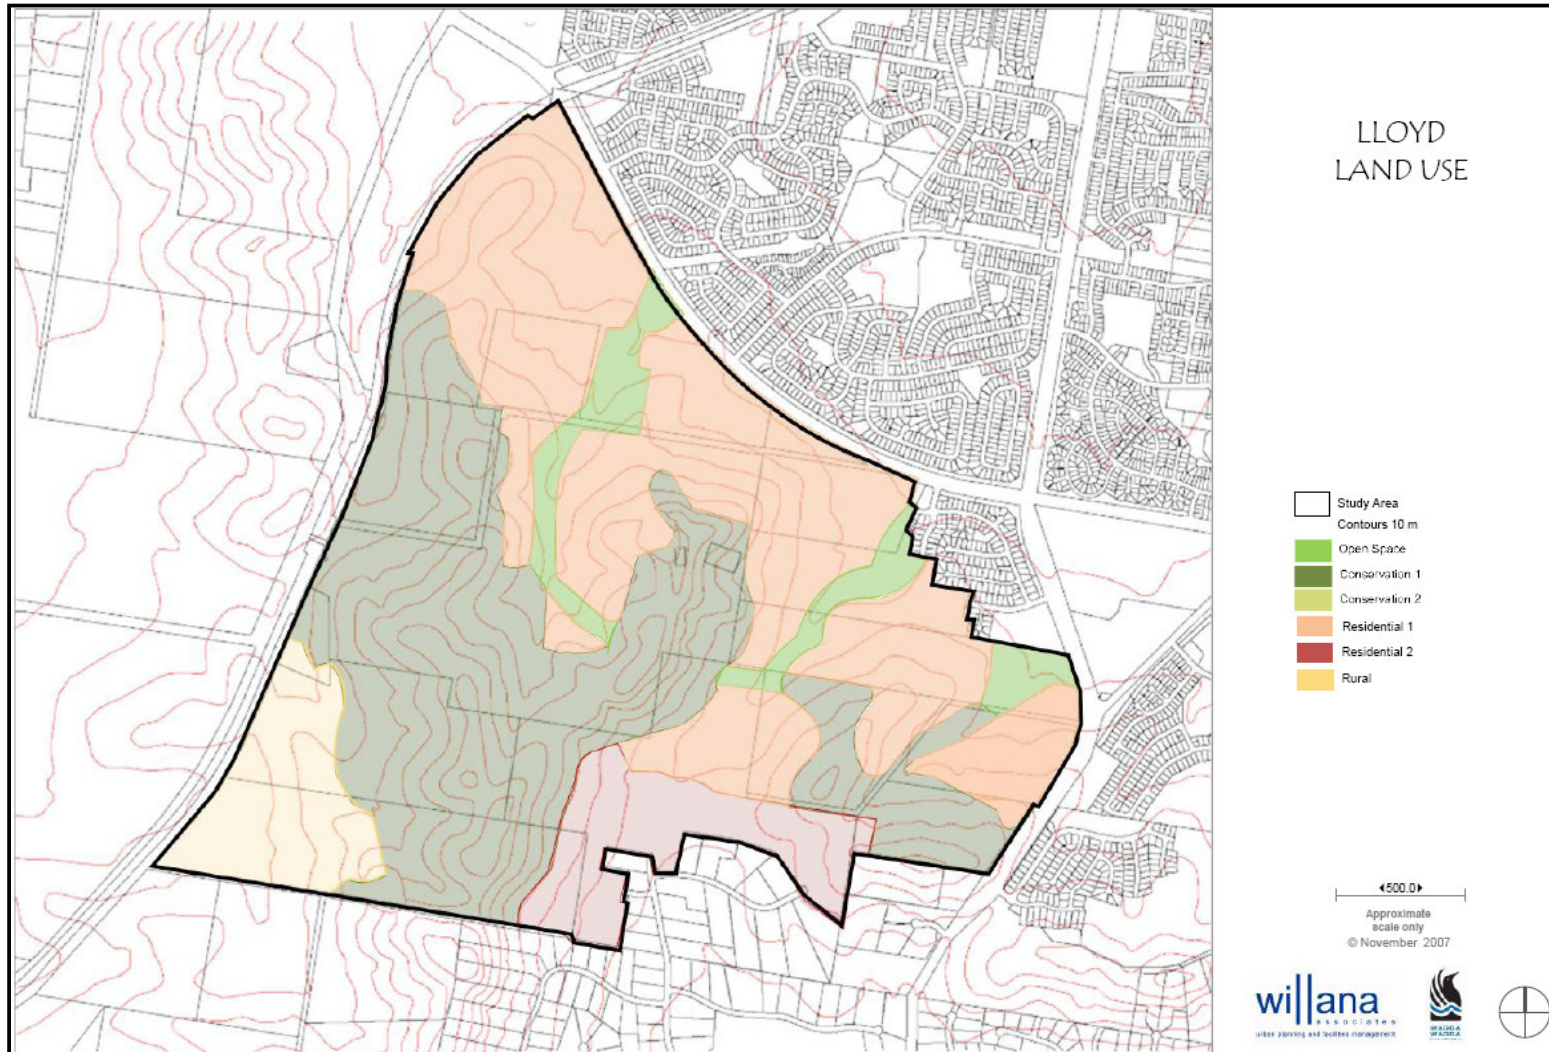 LLOYD
LAND USE
Study Area
Contours 10 m
Open Space
Conservation 1
Conservation 2
Residential 1
Residential 2
Rural
500.0
Approximate
scale only
© November 2007
willana
associates
urban planning and facilities management
WAGGA
WAGGA